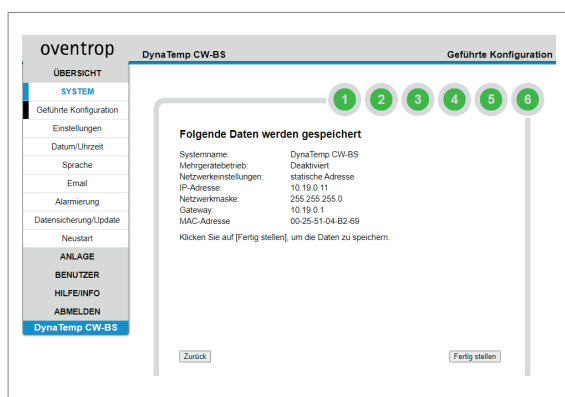 oventrop
DynaTemp CW-BS
Geführte Konfiguration
ÜBERSICHT
SYSTEM
Geführte Konfiguration
Einstellungen
Datum/Uhrzeit
Sprache
Email
Alarmierung
Datensicherung/Update
Neustart
ANLAGE
BENUTZER
HILFE/INFO
ABMELDEN
DynaTemp CW-BS
1 2 3 4 5 6
Folgende Daten werden gespeichert
Systemname: DynaTemp CW-BS
Mehrgerätebetrieb: Deaktiviert
Netzwerkeinstellungen: statische Adresse
IP-Adresse: 10.19.0.11
Netzwerkmaske: 255.255.255.0
Gateway: 10.19.0.1
MAC-Adresse 00-25-51-04-B2-69
Klicken Sie auf [Fertig stellen], um die Daten zu speichern.
Zurück
Fertig stellen